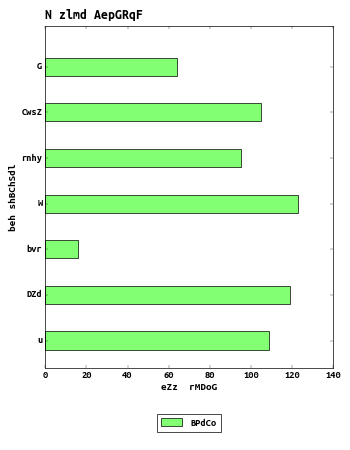 N zlmd AepGRqF
G
CwsZ
rnhy
W
bvr
DZd
u
beh shBChSdl
0 20 40 60 80 100 120 140
eZz rMDoG
BPdCo